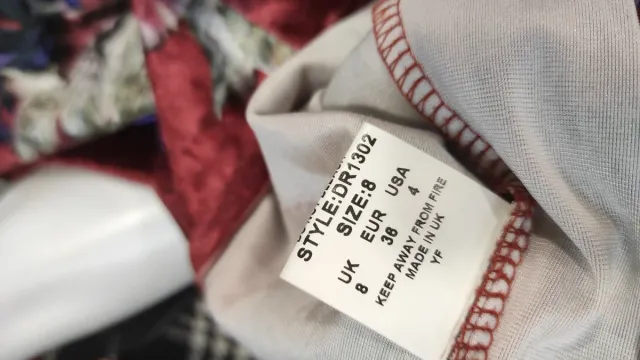 STYLE:DR1302
SIZE:8
UK EUR USA
8 38 4
KEEP AWAY FROM FIRE
MADE IN UK
YF